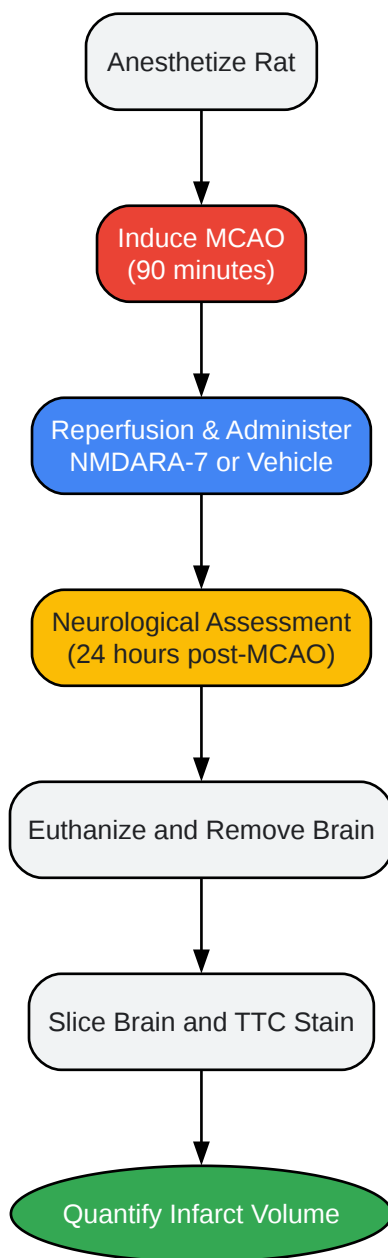 Anesthetize Rat
Induce MCAO
(90 minutes)
Reperfusion & Administer
NMDARA-7 or Vehicle
Neurological Assessment
(24 hours post-MCAO)
Euthanize and Remove Brain
Slice Brain and TTC Stain
Quantify Infarct Volume